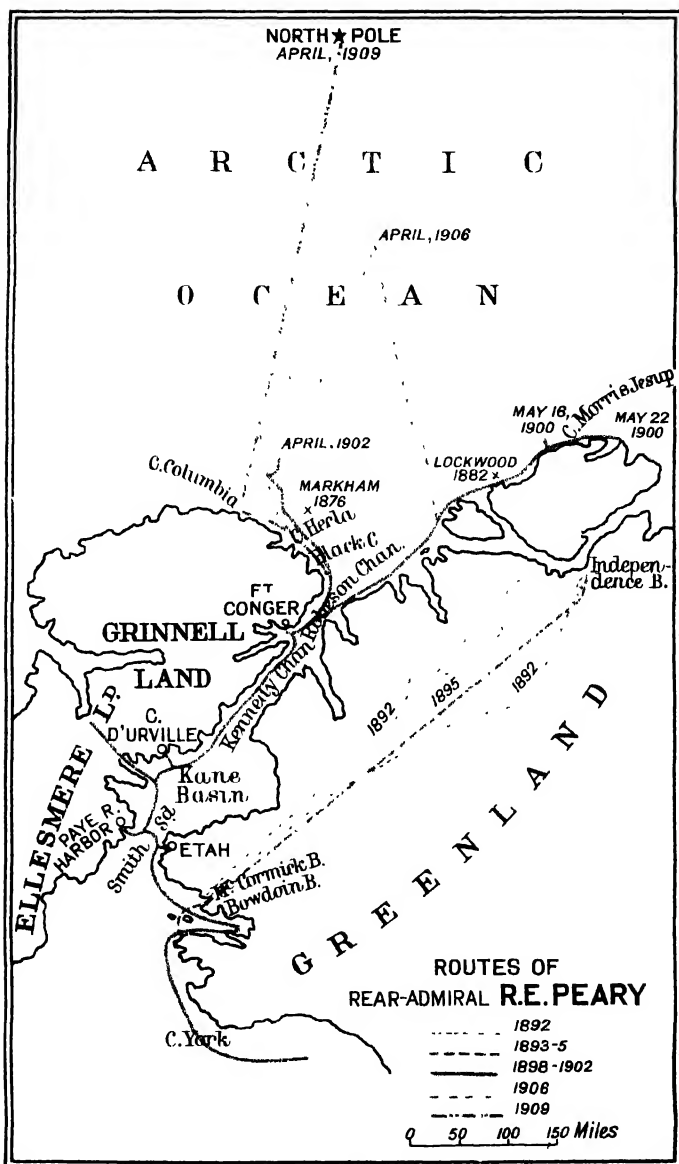 NORTH ★ POLE
APRIL, 1909
ARCTIC
APRIL, 1906
OCEAN
C. Morris Jesup
MAY 16,
1900
MAY 22
1900
APRIL, 1902
LOCKWOOD
1882 x
C. Columbia
MARKHAM
x 1876
C. Hecla
Black C.
Independence B.
FT
CONGER
Robeson Chan.
GRINNELL
LAND
Kennedy Chan
1892
1895
1892
C.
D'URVILLE
ELLESMERE LD.
Kane
Basin
PAYER
HARBOR
Smith Sd
ETAH
McCormick B.
Bowdoin B.
GREENLAND
C. York
ROUTES OF
REAR-ADMIRAL R.E. PEARY
1892
1893-5
1898-1902
1906
1909
0 50 100 150 Miles